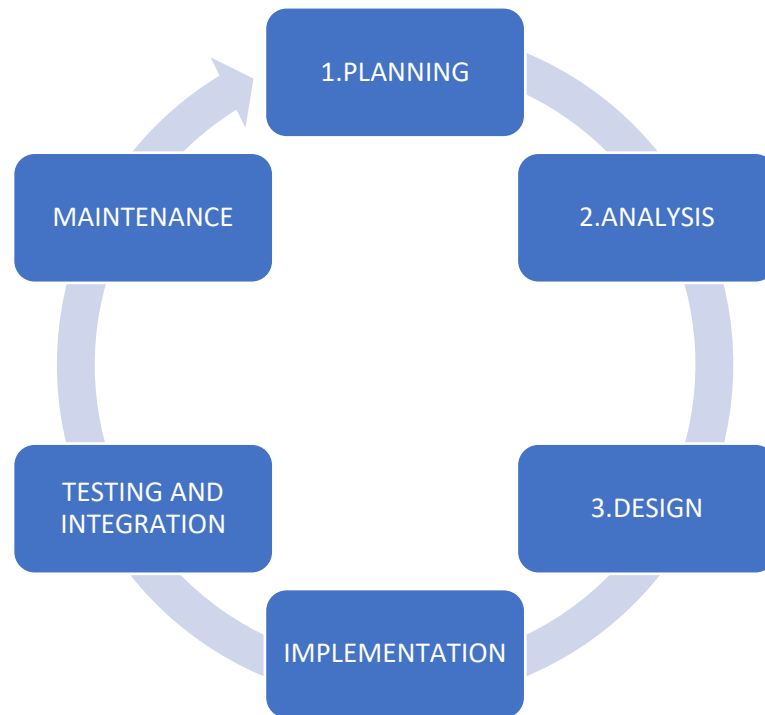 1.PLANNING
2.ANALYSIS
3.DESIGN
IMPLEMENTATION
TESTING AND
INTEGRATION
MAINTENANCE